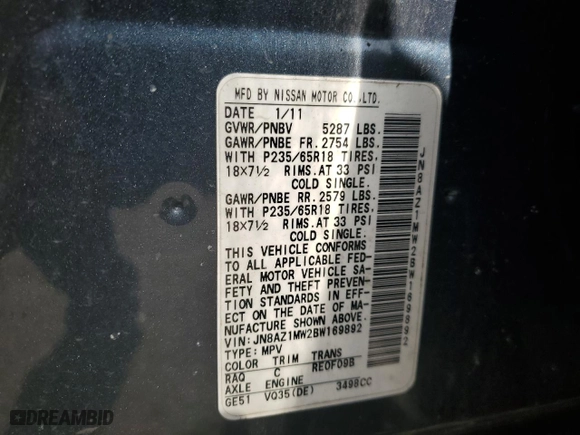 MFD BY NISSAN MOTOR CO.,LTD.
DATE 1/11
GVWR/PNBV 5287 LBS.
GAWR/PNBE FR. 2754 LBS.
WITH P235/65R18 TIRES,
18×7½ RIMS.AT 33 PSI
COLD SINGLE.
GAWR/PNBE RR. 2579 LBS.
WITH P235/65R18 TIRES,
18×7½ RIMS.AT 33 PSI
COLD SINGLE.
THIS VEHICLE CONFORMS
TO ALL APPLICABLE FED-
ERAL MOTOR VEHICLE SA-
FETY AND THEFT PREVEN-
TION STANDARDS IN EFF-
ECT ON THE DATE OF MA-
NUFACTURE SHOWN ABOVE.
VIN: JN8AZ1MW2BW169892
TYPE: MPV
COLOR TRIM TRANS
RAQ C RE0F09B
AXLE ENGINE
GE51 VQ35(DE) 3498CC
JN8AZ1MW2BW169892
DREAMBID